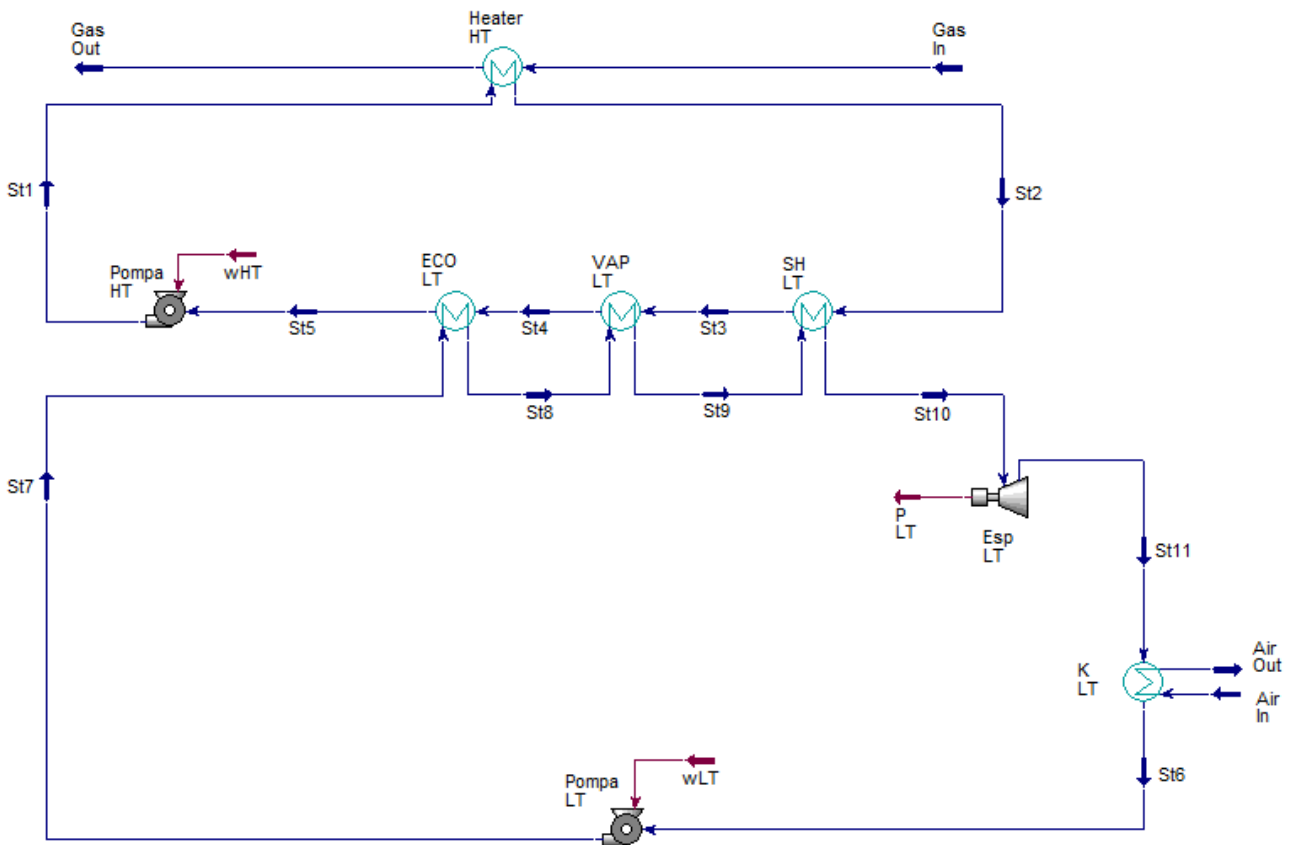 Heater
HT
Gas
Out
Gas
In
St1
St2
Pompa
HT
wHT
ECO
LT
VAP
LT
SH
LT
St5
St4
St3
St8
St9
St10
St7
P
LT
Esp
LT
St11
K
LT
Air
Out
Air
In
Pompa
LT
wLT
St6